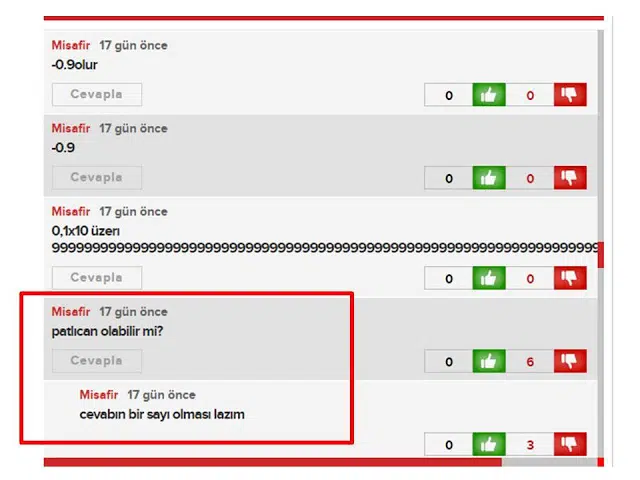 Misafir 17 gün önce
-0.9olur
Cevapla 0 0
Misafir 17 gün önce
-0.9
Cevapla 0 0
Misafir 17 gün önce
0,1x10 üzerı
99999999999999999999999999999999999999999999999999999999999999999999
Cevapla 0 0
Misafir 17 gün önce
patlıcan olabilir mi?
Cevapla 0 6
Misafir 17 gün önce
cevabın bir sayı olması lazım
0 3